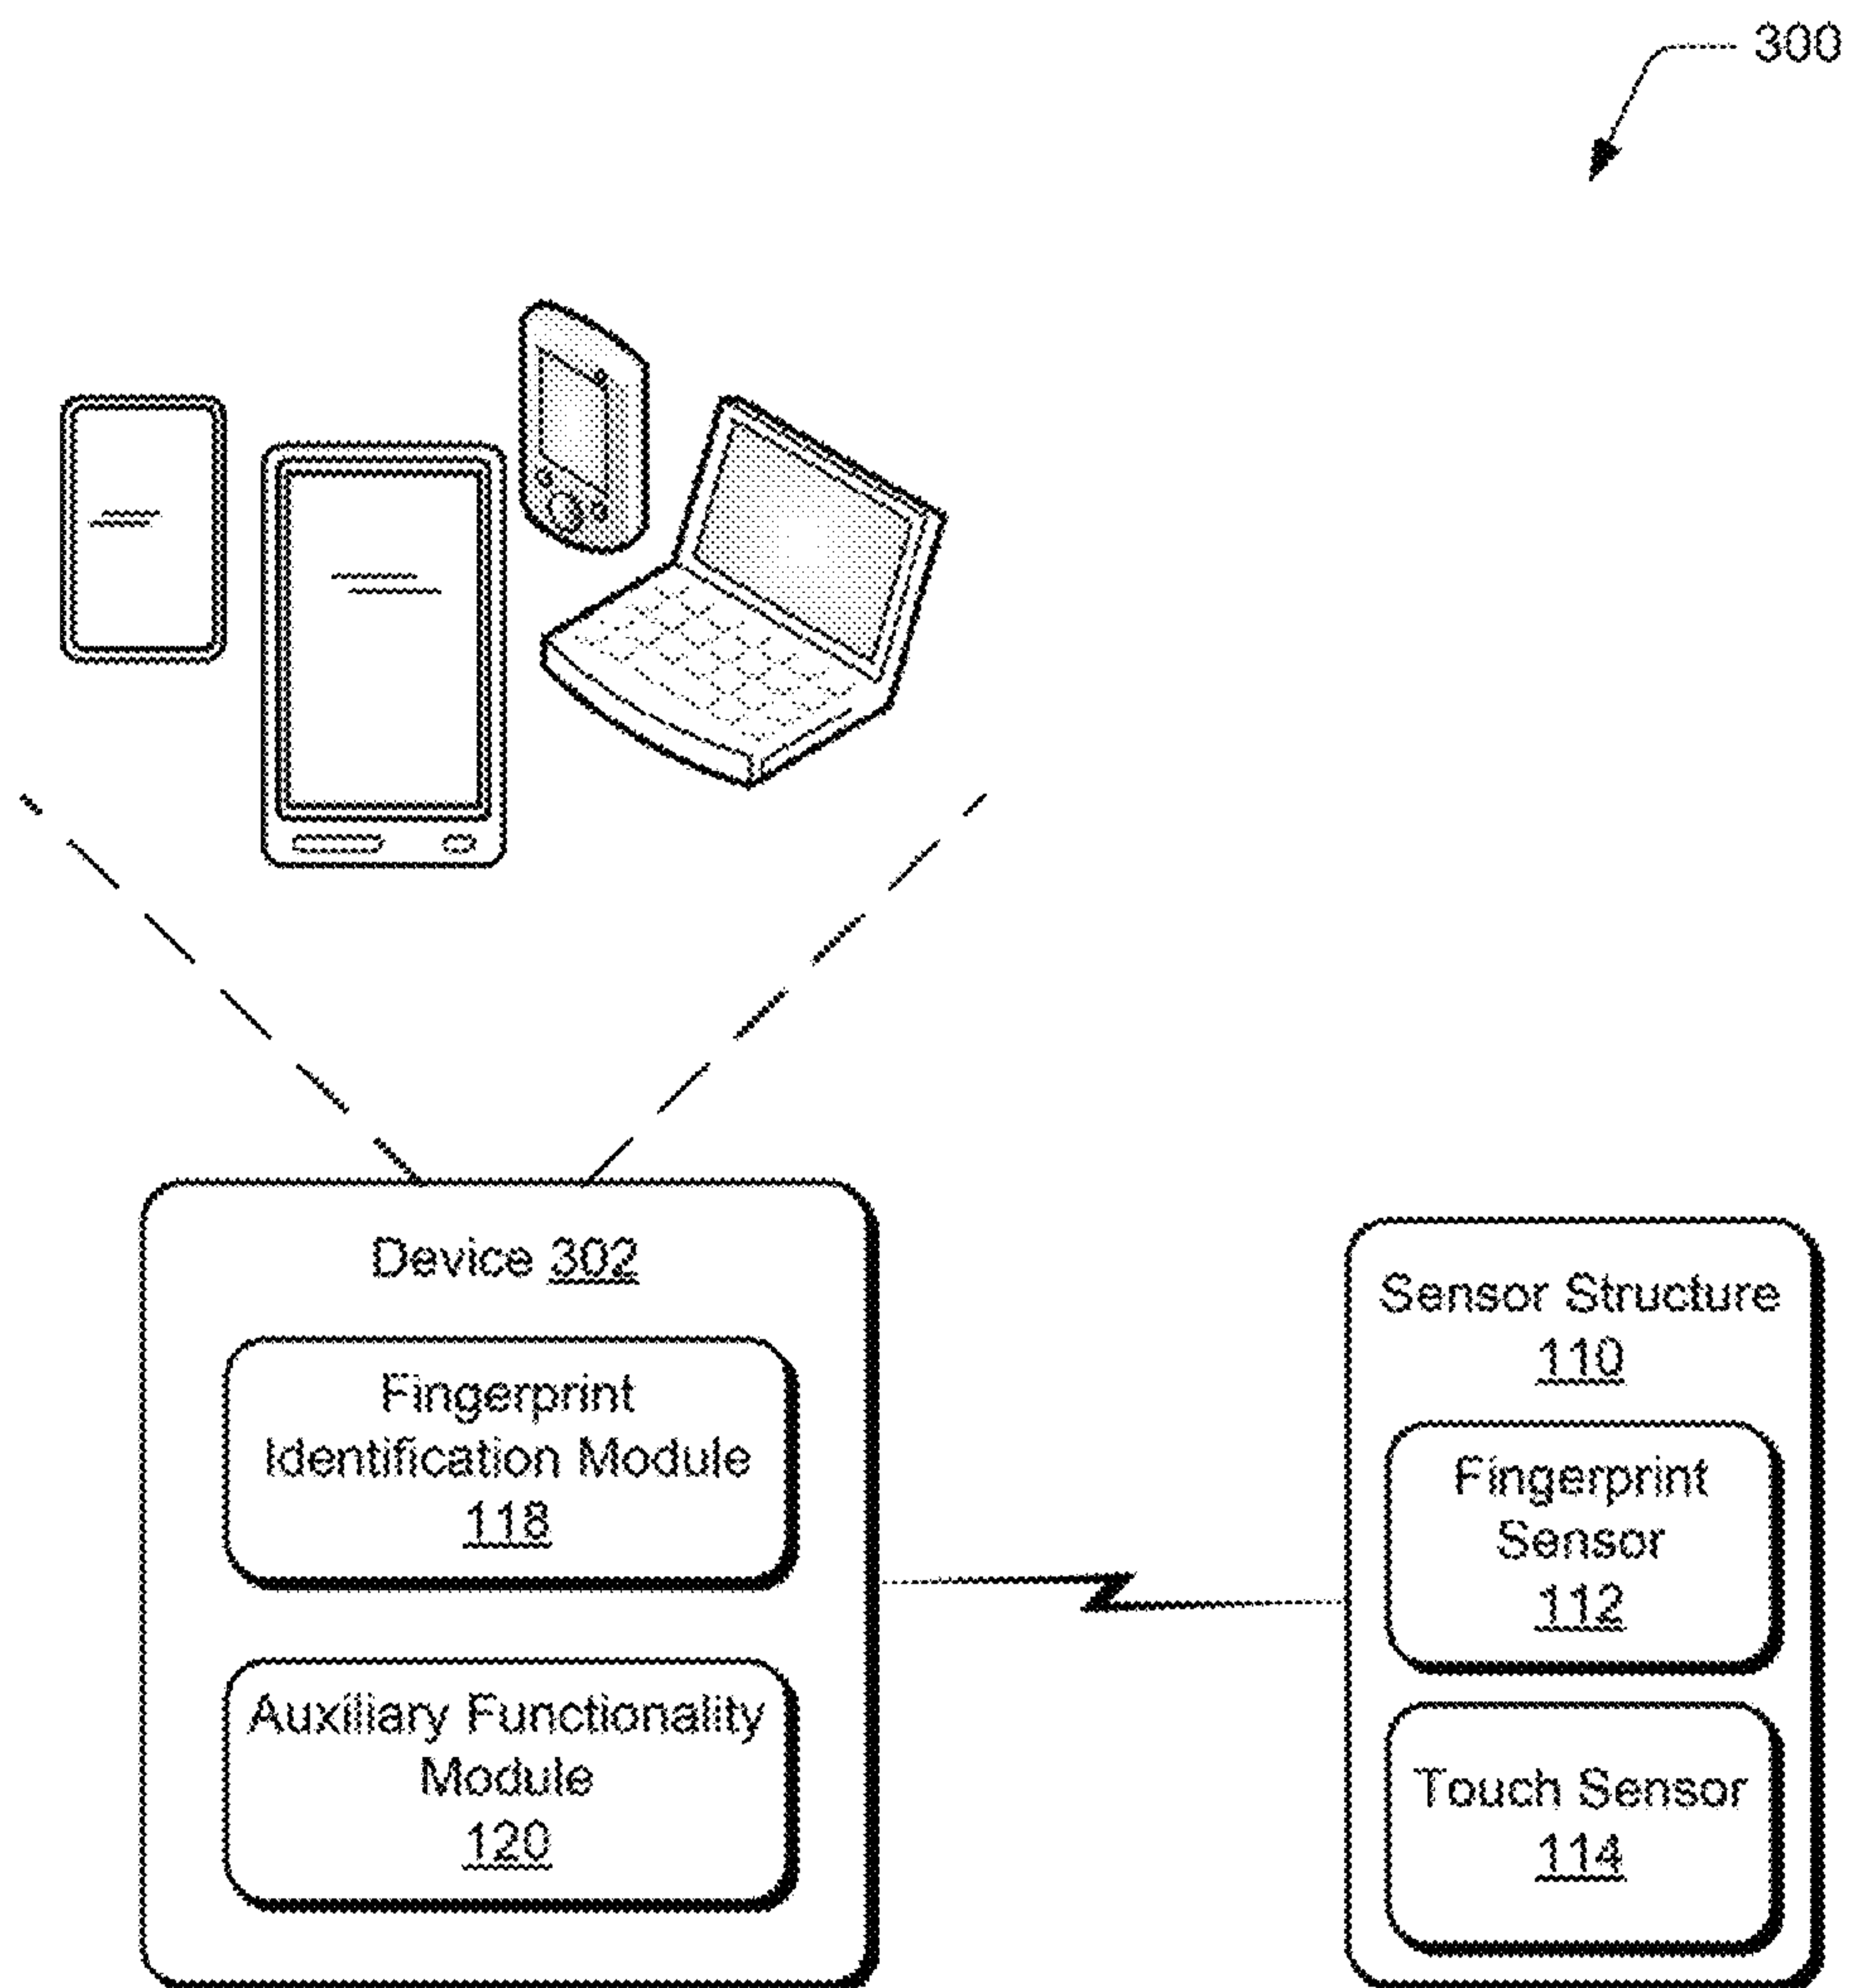 300
Device 302
Fingerprint
Identification Module
118
Auxiliary Functionality
Module
120
Sensor Structure
110
Fingerprint
Sensor
112
Touch Sensor
114